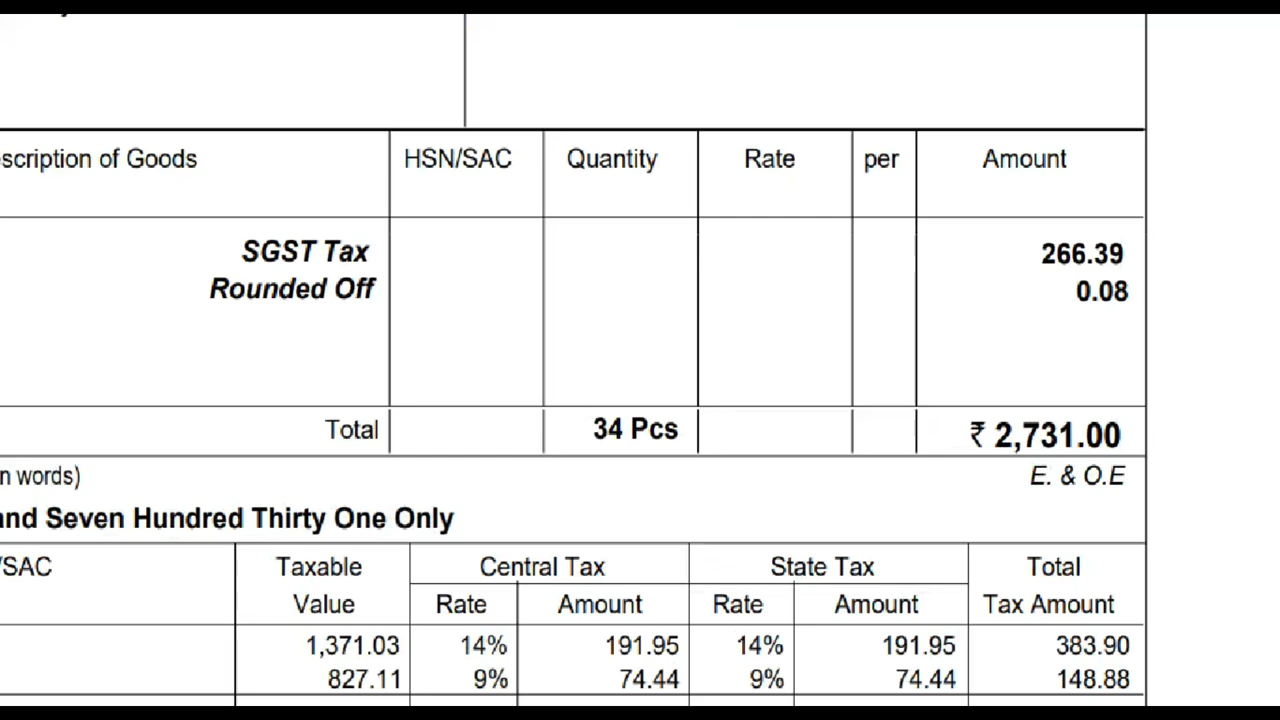 scription of Goods HSN/SAC Quantity Rate per Amount
SGST Tax 266.39
Rounded Off 0.08
Total 34 Pcs ₹ 2,731.00
n words) E. & O.E
and Seven Hundred Thirty One Only
/SAC Taxable Central Tax State Tax Total
Value Rate Amount Rate Amount Tax Amount
1,371.03 14% 191.95 14% 191.95 383.90
827.11 9% 74.44 9% 74.44 148.88